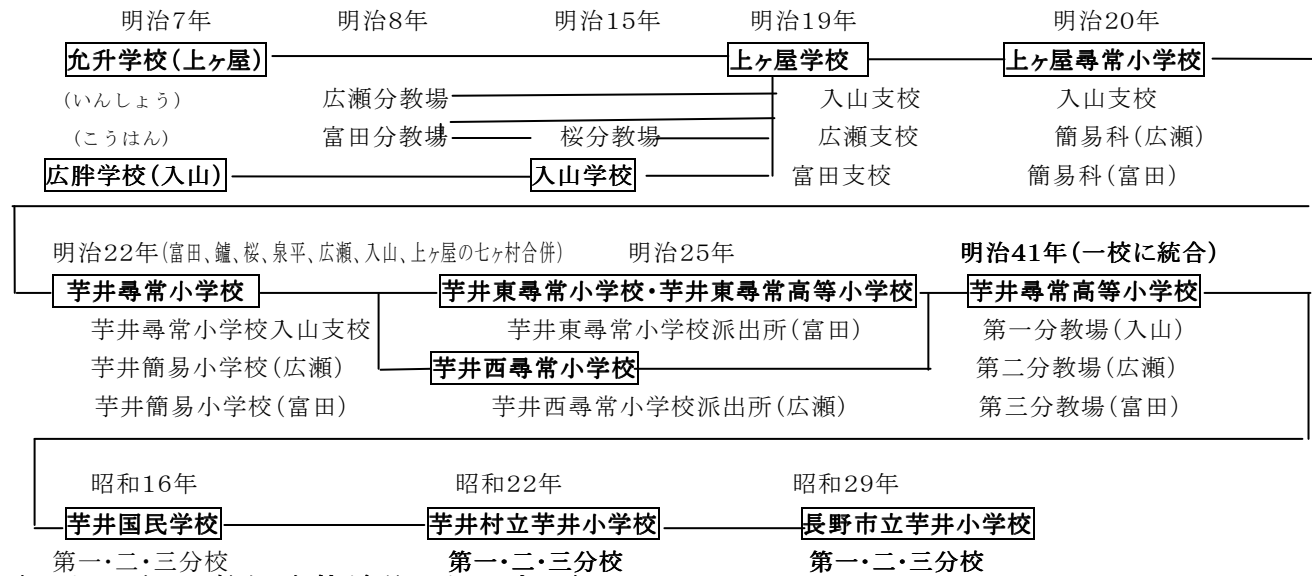 明治7年 明治8年 明治15年 明治19年 明治20年
允升学校(上ヶ屋) 上ヶ屋学校 上ヶ屋尋常小学校
(いんしょう) 広瀬分教場 入山支校 入山支校
(こうはん) 富田分教場 桜分教場 広瀬支校 簡易科(広瀬)
広胖学校(入山) 入山学校 富田支校 簡易科(富田)
明治22年(富田、鑪、桜、泉平、広瀬、入山、上ヶ屋の七ヶ村合併) 明治25年 明治41年(一校に統合)
芋井尋常小学校 芋井東尋常小学校・芋井東尋常高等小学校 芋井尋常高等小学校
芋井尋常小学校入山支校 芋井東尋常小学校派出所(富田) 第一分教場(入山)
芋井簡易小学校(広瀬) 芋井西尋常小学校 第二分教場(広瀬)
芋井簡易小学校(富田) 芋井西尋常小学校派出所(広瀬) 第三分教場(富田)
昭和16年 昭和22年 昭和29年
芋井国民学校 芋井村立芋井小学校 長野市立芋井小学校
第一・二・三分校 第一・二・三分校 第一・二・三分校